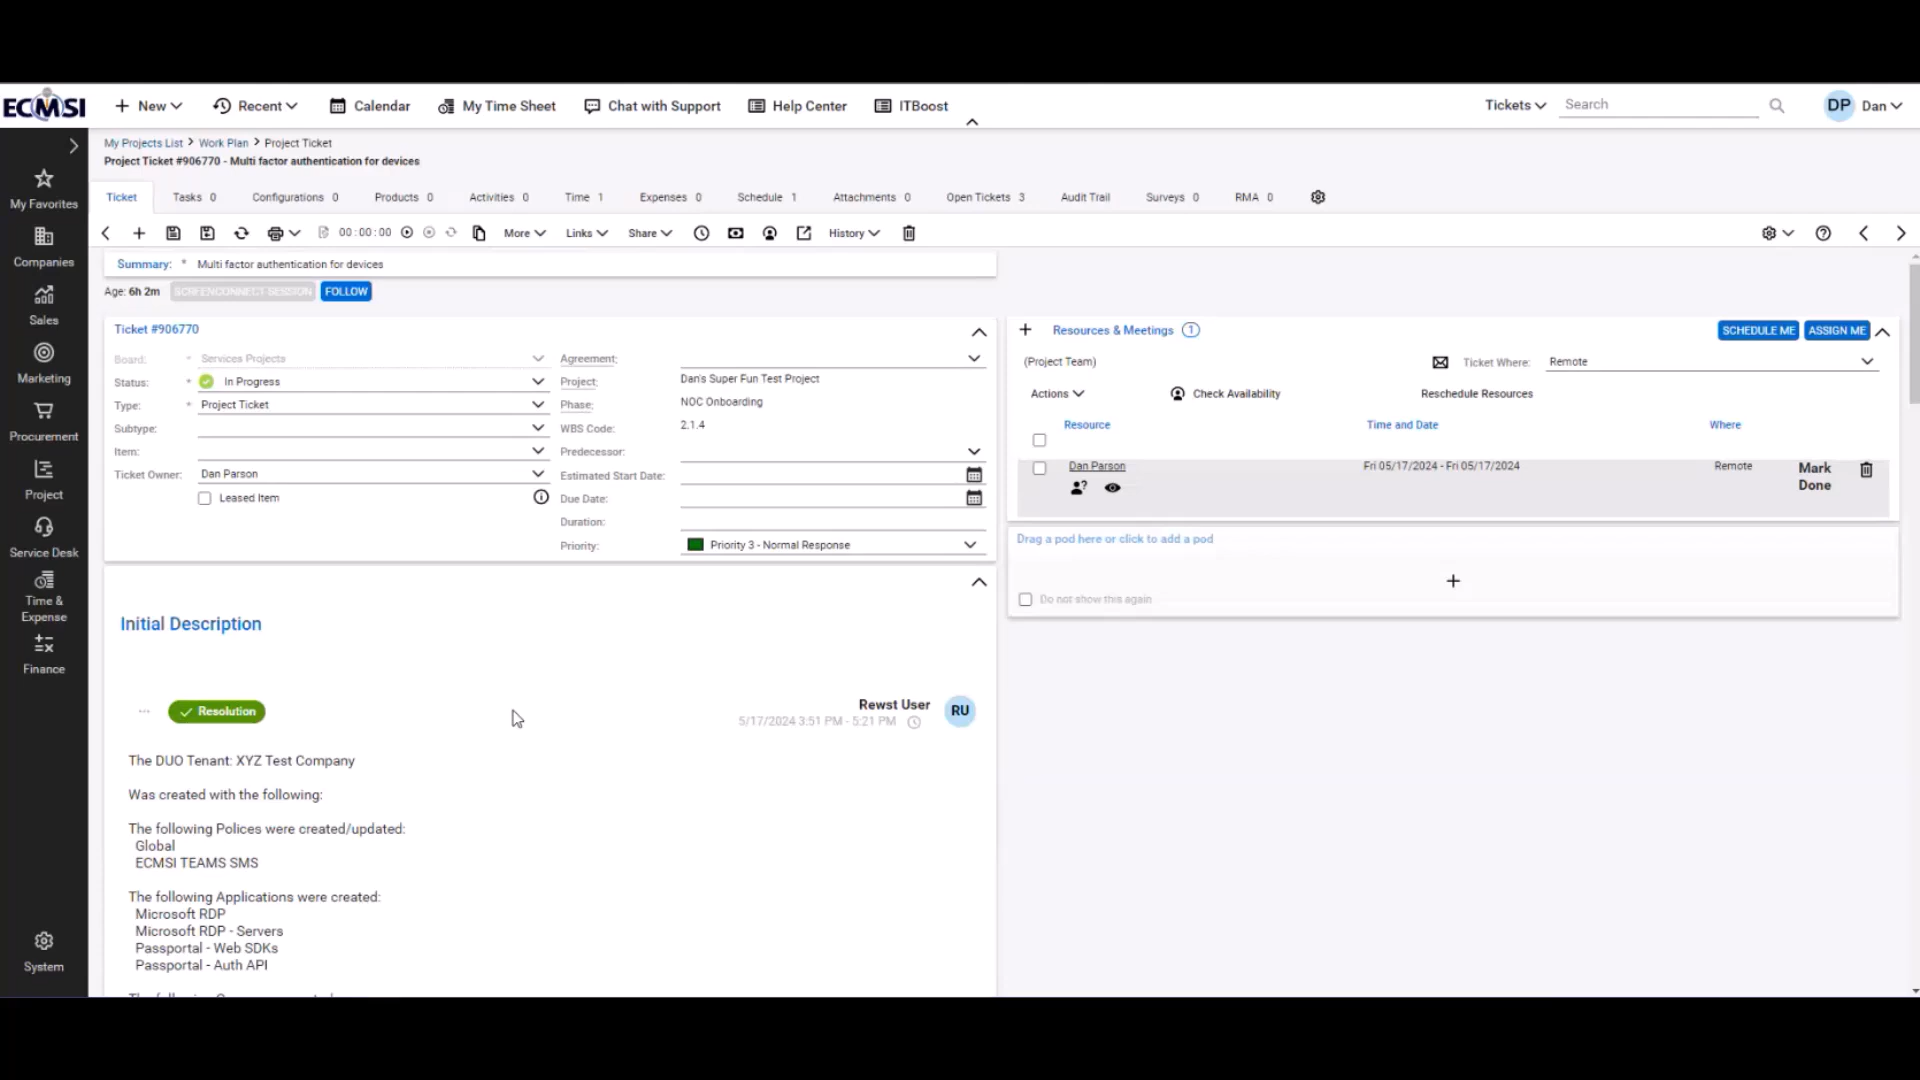 ECMSI
New
Recent
Calendar
My Time Sheet
Chat with Support
Help Center
ITBoost
Tickets
Search
DP
Dan
My Favorites
Companies
Sales
Marketing
Procurement
Project
Service Desk
Time & Expense
Finance
System
My Projects List > Work Plan > Project Ticket
Project Ticket #906770 - Multi factor authentication for devices
Ticket
Tasks 0
Configurations 0
Products 0
Activities 0
Time 1
Expenses 0
Schedule 1
Attachments 0
Open Tickets 3
Audit Trail
Surveys 0
RMA 0
00:00:00
More
Links
Share
History
Summary: * Multi factor authentication for devices
Age: 6h 2m
SCREENCONNECT SESSION
FOLLOW
Ticket #906770
Board: * Services Projects
Status: * In Progress
Type: * Project Ticket
Subtype:
Item:
Ticket Owner: Dan Parson
Leased Item
Agreement:
Project: Dan's Super Fun Test Project
Phase: NOC Onboarding
WBS Code: 2.1.4
Predecessor:
Estimated Start Date:
Due Date:
Duration:
Priority: Priority 3 - Normal Response
Initial Description
Resolution
Rewst User
5/17/2024 3:51 PM - 5:21 PM
RU
The DUO Tenant: XYZ Test Company
Was created with the following:
The following Polices were created/updated:
Global
ECMSI TEAMS SMS
The following Applications were created:
Microsoft RDP
Microsoft RDP - Servers
Passportal - Web SDKs
Passportal - Auth API
Resources & Meetings 1
SCHEDULE ME
ASSIGN ME
(Project Team)
Ticket Where: Remote
Actions
Check Availability
Reschedule Resources
Resource
Time and Date
Where
Dan Parson
Fri 05/17/2024 - Fri 05/17/2024
Remote
Mark Done
Drag a pod here or click to add a pod
Do not show this again